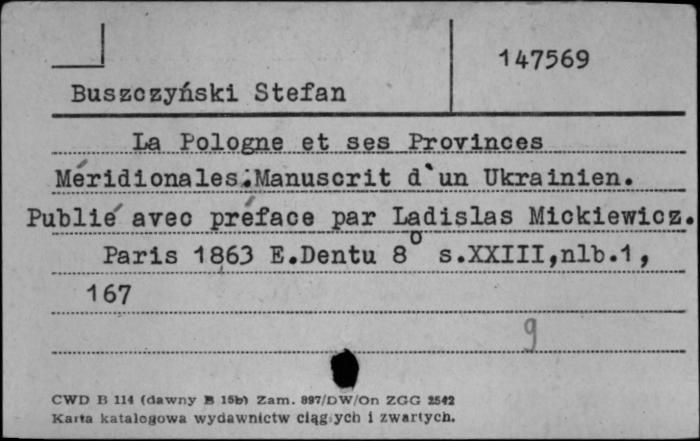 147569
Buszczyński Stefan
La Pologne et ses Provinces
Méridionales.Manuscrit d'un Ukrainien.
Publié avec préface par Ladislas Mickiewicz.
Paris 1863 E.Dentu 8° s.XXIII,nlb.1,
167
9
CWD B 114 (dawny B 15b) Zam. 897/DW/On ZGG 2542
Karta katalogowa wydawnictw ciągłych i zwartych.